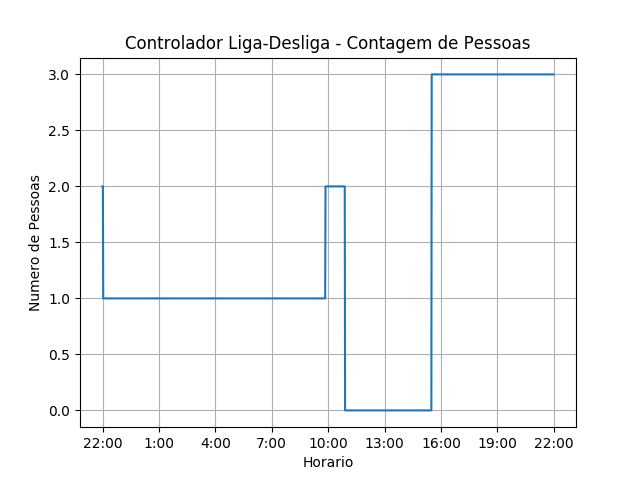 Controlador Liga-Desliga - Contagem de Pessoas
3.0
2.5
2.0
1.5
1.0
0.5
0.0
Numero de Pessoas
22:00 1:00 4:00 7:00 10:00 13:00 16:00 19:00 22:00
Horario